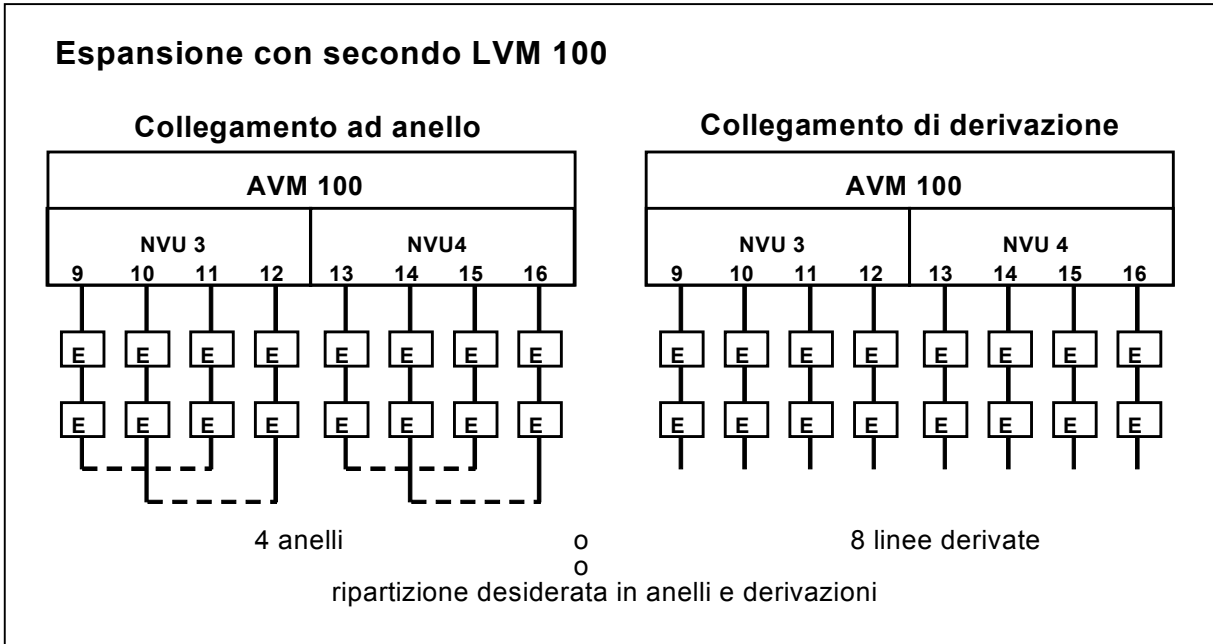 Espansione con secondo LVM 100
Collegamento ad anello
AVM 100
NVU 3 NVU4
9 10 11 12 13 14 15 16
E E E E E E E E
E E E E E E E E
4 anelli
Collegamento di derivazione
AVM 100
NVU 3 NVU 4
9 10 11 12 13 14 15 16
E E E E E E E E
E E E E E E E E
8 linee derivate
o
o
ripartizione desiderata in anelli e derivazioni